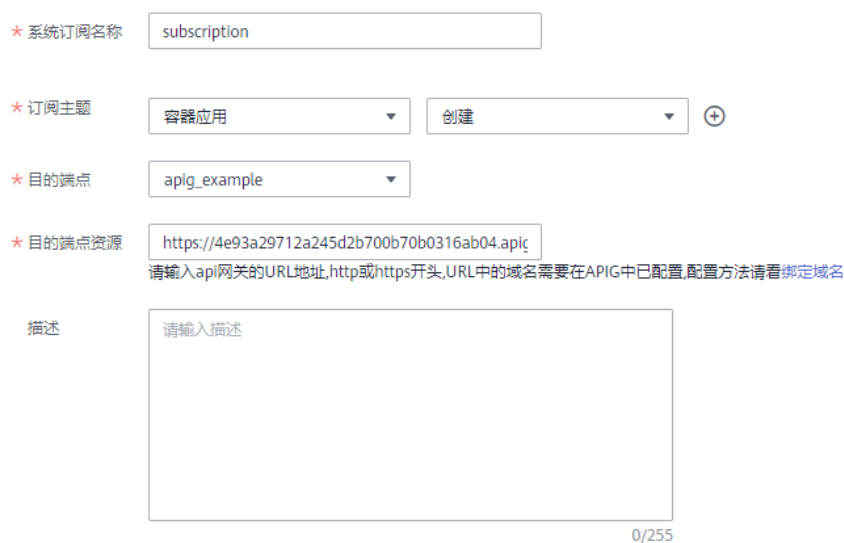 * 系统订阅名称 subscription
* 订阅主题 容器应用 创建
* 目的端点 apig_example
* 目的端点资源 https://4e93a29712a245d2b700b70b0316ab04.apig
请输入api网关的URL地址,http或https开头,URL中的域名需要在APIG中已配置,配置方法请看绑定域名
描述 请输入描述
0/255